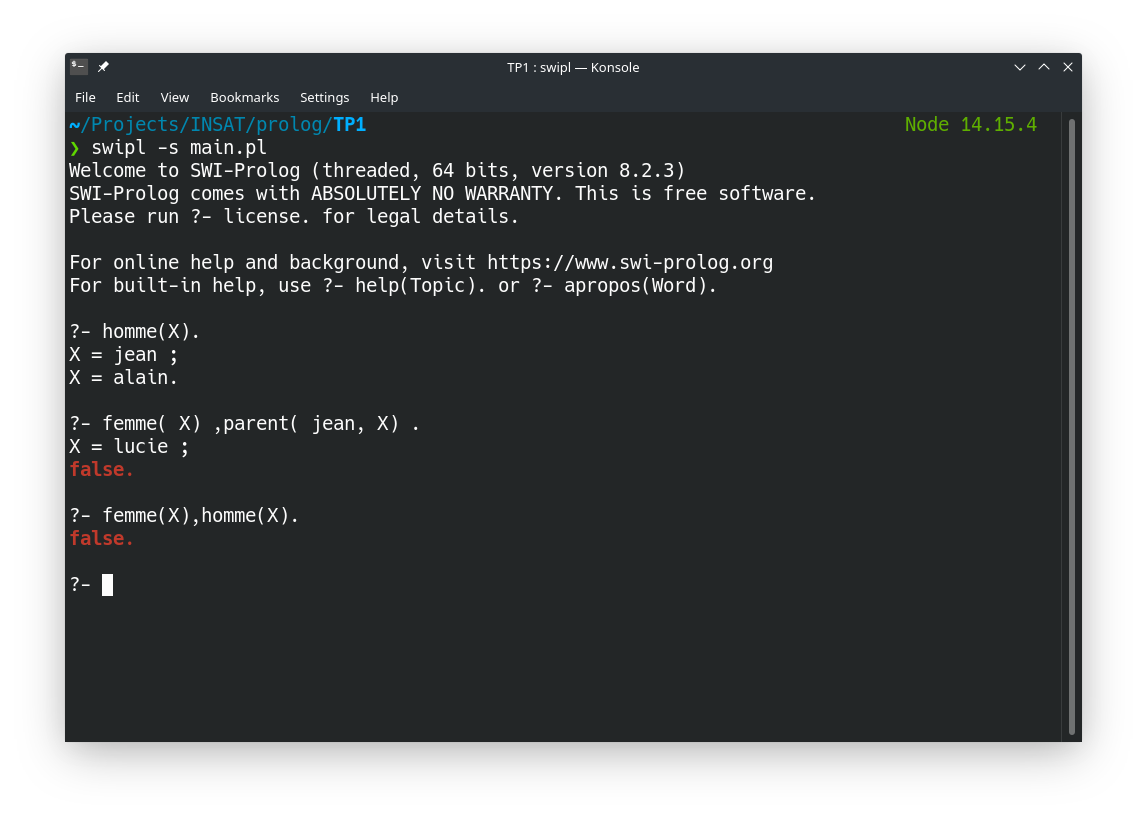 TP1 : swipl — Konsole
File Edit View Bookmarks Settings Help
~/Projects/INSAT/prolog/TP1 Node 14.15.4
❯ swipl -s main.pl
Welcome to SWI-Prolog (threaded, 64 bits, version 8.2.3)
SWI-Prolog comes with ABSOLUTELY NO WARRANTY. This is free software.
Please run ?- license. for legal details.
For online help and background, visit https://www.swi-prolog.org
For built-in help, use ?- help(Topic). or ?- apropos(Word).
?- homme(X).
X = jean ;
X = alain.
?- femme( X) ,parent( jean, X) .
X = lucie ;
false.
?- femme(X),homme(X).
false.
?-